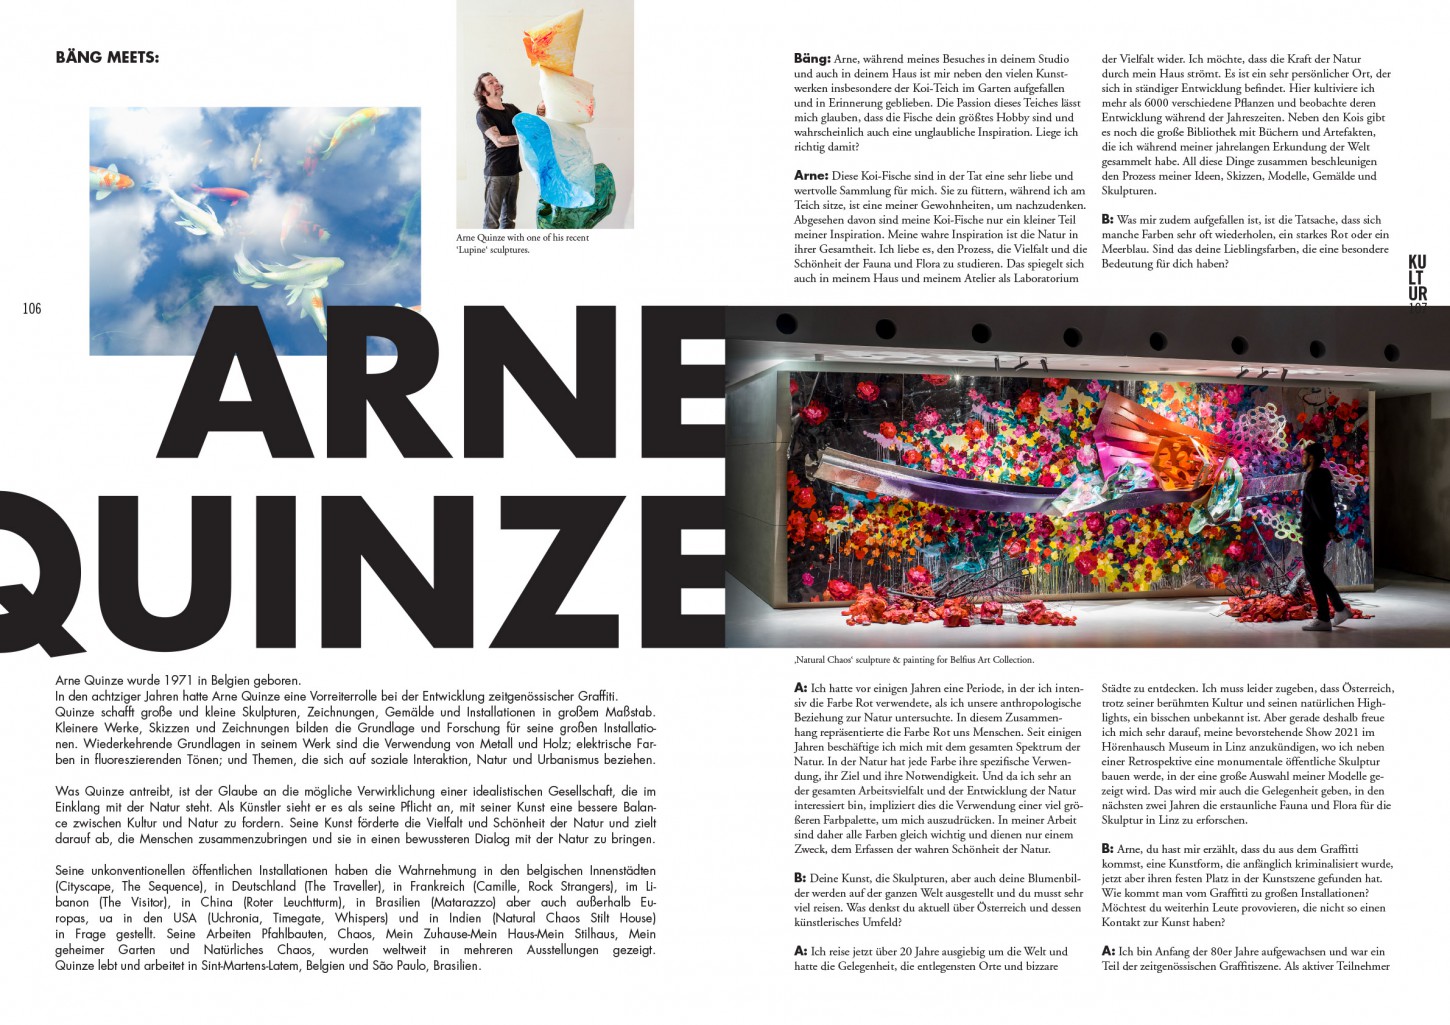 BÄNG MEETS:
Arne Quinze with one of his recent
'Lupine' sculptures.
106
ARNE
QUINZE
Arne Quinze wurde 1971 in Belgien geboren.
In den achtziger Jahren hatte Arne Quinze eine Vorreiterrolle bei der Entwicklung zeitgenössischer Graffiti.
Quinze schafft große und kleine Skulpturen, Zeichnungen, Gemälde und Installationen in großem Maßstab.
Kleinere Werke, Skizzen und Zeichnungen bilden die Grundlage und Forschung für seine großen Installatio-
nen. Wiederkehrende Grundlagen in seinem Werk sind die Verwendung von Metall und Holz; elektrische Far-
ben in fluoreszierenden Tönen; und Themen, die sich auf soziale Interaktion, Natur und Urbanismus beziehen.
Was Quinze antreibt, ist der Glaube an die mögliche Verwirklichung einer idealistischen Gesellschaft, die im
Einklang mit der Natur steht. Als Künstler sieht er es als seine Pflicht an, mit seiner Kunst eine bessere Balan-
ce zwischen Kultur und Natur zu fordern. Seine Kunst förderte die Vielfalt und Schönheit der Natur und zielt
darauf ab, die Menschen zusammenzubringen und sie in einen bewussteren Dialog mit der Natur zu bringen.
Seine unkonventionellen öffentlichen Installationen haben die Wahrnehmung in den belgischen Innenstädten
(Cityscape, The Sequence), in Deutschland (The Traveller), in Frankreich (Camille, Rock Strangers), im Li-
banon (The Visitor), in China (Roter Leuchtturm), in Brasilien (Matarazzo) aber auch außerhalb Eu-
ropas, ua in den USA (Uchronia, Timegate, Whispers) und in Indien (Natural Chaos Stilt House)
in Frage gestellt. Seine Arbeiten Pfahlbauten, Chaos, Mein Zuhause-Mein Haus-Mein Stilhaus, Mein
geheimer Garten und Natürliches Chaos, wurden weltweit in mehreren Ausstellungen gezeigt.
Quinze lebt und arbeitet in Sint-Martens-Latem, Belgien und São Paulo, Brasilien.
Bäng: Arne, während meines Besuches in deinem Studio
und auch in deinem Haus ist mir neben den vielen Kunst-
werken insbesondere der Koi-Teich im Garten aufgefallen
und in Erinnerung geblieben. Die Passion dieses Teiches lässt
mich glauben, dass die Fische dein größtes Hobby sind und
wahrscheinlich auch eine unglaubliche Inspiration. Liege ich
richtig damit?
Arne: Diese Koi-Fische sind in der Tat eine sehr liebe und
wertvolle Sammlung für mich. Sie zu füttern, während ich am
Teich sitze, ist eine meiner Gewohnheiten, um nachzudenken.
Abgesehen davon sind meine Koi-Fische nur ein kleiner Teil
meiner Inspiration. Meine wahre Inspiration ist die Natur in
ihrer Gesamtheit. Ich liebe es, den Prozess, die Vielfalt und die
Schönheit der Fauna und Flora zu studieren. Das spiegelt sich
auch in meinem Haus und meinem Atelier als Laboratorium
der Vielfalt wider. Ich möchte, dass die Kraft der Natur
durch mein Haus strömt. Es ist ein sehr persönlicher Ort, der
sich in ständiger Entwicklung befindet. Hier kultiviere ich
mehr als 6000 verschiedene Pflanzen und beobachte deren
Entwicklung während der Jahreszeiten. Neben den Kois gibt
es noch die große Bibliothek mit Büchern und Artefakten,
die ich während meiner jahrelangen Erkundung der Welt
gesammelt habe. All diese Dinge zusammen beschleunigen
den Prozess meiner Ideen, Skizzen, Modelle, Gemälde und
Skulpturen.
B: Was mir zudem aufgefallen ist, ist die Tatsache, dass sich
manche Farben sehr oft wiederholen, ein starkes Rot oder ein
Meerblau. Sind das deine Lieblingsfarben, die eine besondere
Bedeutung für dich haben?
KU
LT
UR
107
‚Natural Chaos' sculpture & painting for Belfius Art Collection.
A: Ich hatte vor einigen Jahren eine Periode, in der ich inten-
siv die Farbe Rot verwendete, als ich unsere anthropologische
Beziehung zur Natur untersuchte. In diesem Zusammen-
hang repräsentierte die Farbe Rot uns Menschen. Seit einigen
Jahren beschäftige ich mich mit dem gesamten Spektrum der
Natur. In der Natur hat jede Farbe ihre spezifische Verwen-
dung, ihr Ziel und ihre Notwendigkeit. Und da ich sehr an
der gesamten Arbeitsvielfalt und der Entwicklung der Natur
interessiert bin, impliziert dies die Verwendung einer viel grö-
ßeren Farbpalette, um mich auszudrücken. In meiner Arbeit
sind daher alle Farben gleich wichtig und dienen nur einem
Zweck, dem Erfassen der wahren Schönheit der Natur.
B: Deine Kunst, die Skulpturen, aber auch deine Blumenbil-
der werden auf der ganzen Welt ausgestellt und du musst sehr
viel reisen. Was denkst du aktuell über Österreich und dessen
künstlerisches Umfeld?
A: Ich reise jetzt über 20 Jahre ausgiebig um die Welt und
hatte die Gelegenheit, die entlegensten Orte und bizzare
Städte zu entdecken. Ich muss leider zugeben, dass Österreich,
trotz seiner berühmten Kultur und seinen natürlichen High-
lights, ein bisschen unbekannt ist. Aber gerade deshalb freue
ich mich sehr darauf, meine bevorstehende Show 2021 im
Hörenhausch Museum in Linz anzukündigen, wo ich neben
einer Retrospektive eine monumentale öffentliche Skulptur
bauen werde, in der eine große Auswahl meiner Modelle ge-
zeigt wird. Das wird mir auch die Gelegenheit geben, in den
nächsten zwei Jahren die erstaunliche Fauna und Flora für die
Skulptur in Linz zu erforschen.
B: Arne, du hast mir erzählt, dass du aus dem Graffitti
kommst, eine Kunstform, die anfänglich kriminalisiert wurde,
jetzt aber ihren festen Platz in der Kunstszene gefunden hat.
Wie kommt man vom Graffitti zu großen Installationen?
Möchtest du weiterhin Leute provovieren, die nicht so einen
Kontakt zur Kunst haben?
A: Ich bin Anfang der 80er Jahre aufgewachsen und war ein
Teil der zeitgenössischen Graffitiszene. Als aktiver Teilnehmer